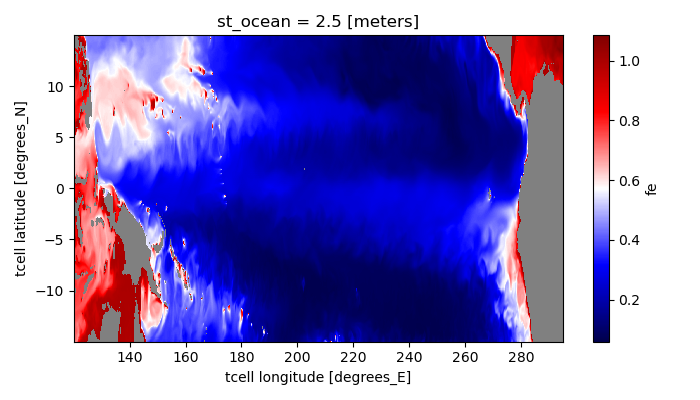 st_ocean = 2.5 [meters]
10
5
0
−5
−10
tcell latitude [degrees_N]
140 160 180 200 220 240 260 280
tcell longitude [degrees_E]
1.0
0.8
0.6
0.4
0.2
fe